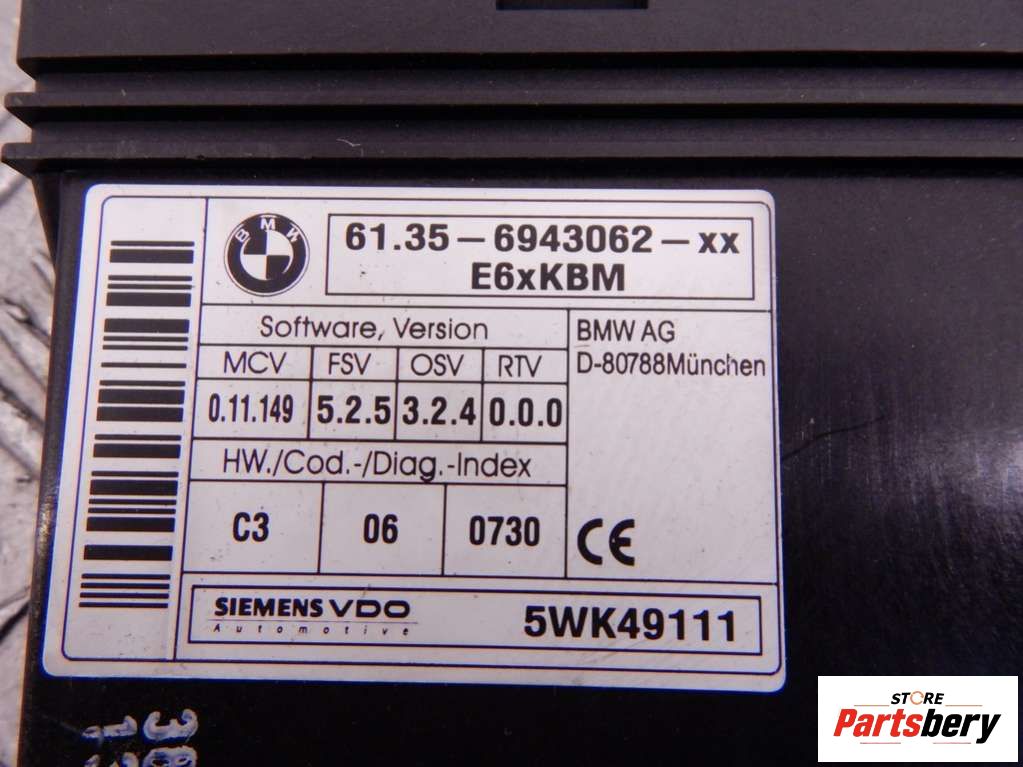 BMW
61.35-6943062-xx
E6xKBM
Software, Version
MCV FSV OSV RTV
0.11.149 5.2.5 3.2.4 0.0.0
BMW AG
D-80788München
HW./Cod.-/Diag.-Index
C3 06 0730
CE
SIEMENS VDO
Automotive
5WK49111
STORE
Partsbery